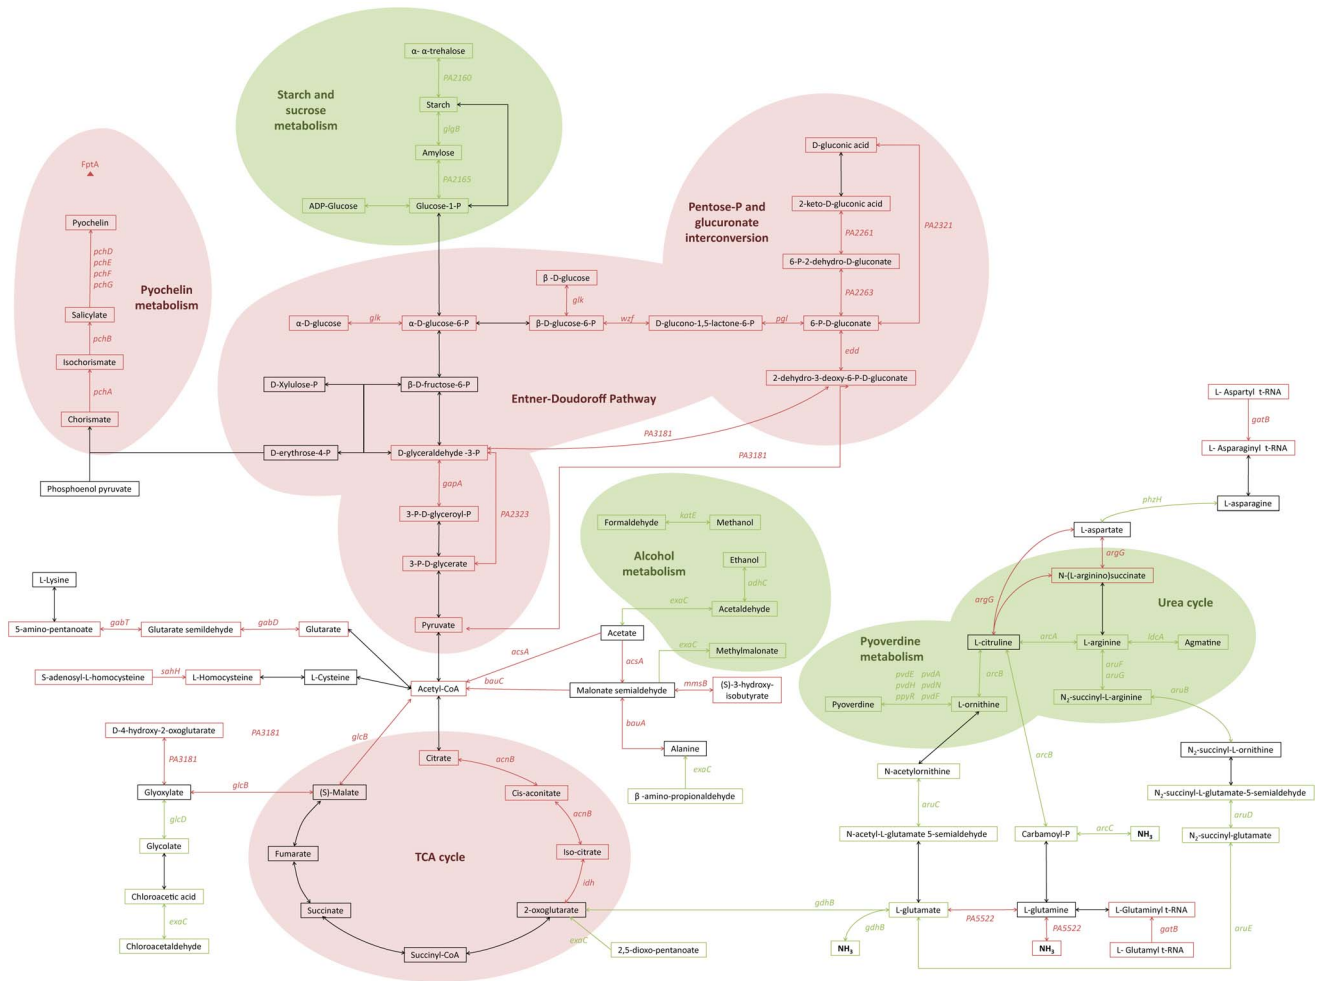 α- α-trehalose
PA2160
Starch and
sucrose
metabolism
Starch
glgB
Amylose
PA2165
ADP-Glucose
Glucose-1-P
FptA
Pyochelin
pchD
pchE
pchF
pchG
Pyochelin
metabolism
Salicylate
pchB
Isochorismate
pchA
Chorismate
Phosphoenol pyruvate
D-gluconic acid
2-keto-D-gluconic acid
Pentose-P and
glucuronate
interconversion
PA2261
PA2321
6-P-2-dehydro-D-gluconate
PA2263
β -D-glucose
glk
α-D-glucose
glk
α-D-glucose-6-P
β-D-glucose-6-P
wzf
D-glucono-1,5-lactone-6-P
pgl
6-P-D-gluconate
edd
2-dehydro-3-deoxy-6-P-D-gluconate
D-Xylulose-P
β-D-fructose-6-P
Entner-Doudoroff Pathway
PA3181
PA3181
D-erythrose-4-P
D-glyceraldehyde -3-P
gapA
PA2323
3-P-D-glyceroyl-P
3-P-D-glycerate
Pyruvate
L- Aspartyl t-RNA
gatB
L- Asparaginyl t-RNA
phzH
L-asparagine
L-aspartate
argG
argG
N-(L-arginino)succinate
Urea cycle
Formaldehyde
katE
Methanol
Alcohol
metabolism
Ethanol
adhC
exaC
Acetaldehyde
Acetate
exaC
Methylmalonate
acsA
acsA
L-Lysine
5-amino-pentanoate
gabT
Glutarate semildehyde
gabD
Glutarate
S-adenosyl-L-homocysteine
sahH
L-Homocysteine
L-Cysteine
Acetyl-CoA
bauC
Malonate semialdehyde
mmsB
(S)-3-hydroxy-
isobutyrate
bauA
Alanine
exaC
β -amino-propionaldehyde
Pyoverdine
metabolism
pvdE pvdA
pvdH pvdN
ppyR pvdF
Pyoverdine
L-ornithine
L-citruline
arcA
L-arginine
ldcA
Agmatine
arcB
aruF
aruG
N2-succinyl-L-arginine
aruB
N2-succinyl-L-ornithine
N2-succinyl-L-glutamate-5-semialdehyde
aruD
N2-succinyl-glutamate
aruE
N-acetylornithine
aruC
N-acetyl-L-glutamate 5-semialdehyde
arcB
Carbamoyl-P
arcC
NH3
D-4-hydroxy-2-oxoglutarate
PA3181
PA3181
glcB
Glyoxylate
glcB
(S)-Malate
Citrate
acnB
Cis-aconitate
acnB
Iso-citrate
idh
TCA cycle
2-oxoglutarate
Fumarate
Succinate
Succinyl-CoA
glcD
Glycolate
Chloroacetic acid
exaC
Chloroacetaldehyde
exaC
2,5-dioxo-pentanoate
gdhB
L-glutamate
gdhB
NH3
PA5522
L-glutamine
PA5522
NH3
L-Glutaminyl t-RNA
gatB
L- Glutamyl t-RNA